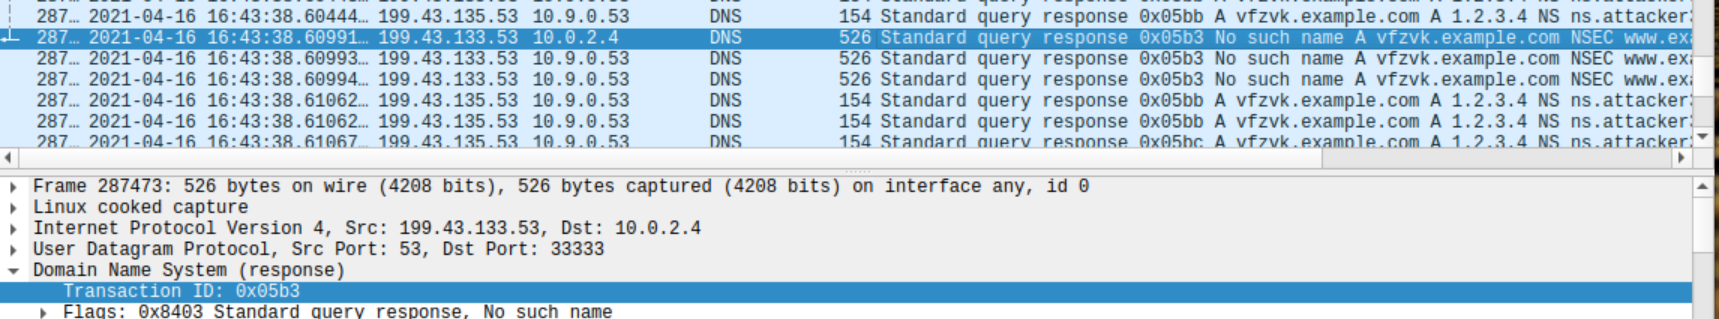 287… 2021-04-16 16:43:38.60444… 199.43.135.53 10.9.0.53 DNS 154 Standard query response 0x05bb A vfzvk.example.com A 1.2.3.4 NS ns.attacker
287… 2021-04-16 16:43:38.60991… 199.43.133.53 10.0.2.4 DNS 526 Standard query response 0x05b3 No such name A vfzvk.example.com NSEC www.exa
287… 2021-04-16 16:43:38.60993… 199.43.133.53 10.9.0.53 DNS 526 Standard query response 0x05b3 No such name A vfzvk.example.com NSEC www.exa
287… 2021-04-16 16:43:38.60994… 199.43.133.53 10.9.0.53 DNS 526 Standard query response 0x05b3 No such name A vfzvk.example.com NSEC www.exa
287… 2021-04-16 16:43:38.61062… 199.43.135.53 10.9.0.53 DNS 154 Standard query response 0x05bb A vfzvk.example.com A 1.2.3.4 NS ns.attacker
287… 2021-04-16 16:43:38.61062… 199.43.135.53 10.9.0.53 DNS 154 Standard query response 0x05bb A vfzvk.example.com A 1.2.3.4 NS ns.attacker
287… 2021-04-16 16:43:38.61067… 199.43.135.53 10.9.0.53 DNS 154 Standard query response 0x05bc A vfzvk.example.com A 1.2.3.4 NS ns.attacker
Frame 287473: 526 bytes on wire (4208 bits), 526 bytes captured (4208 bits) on interface any, id 0
Linux cooked capture
Internet Protocol Version 4, Src: 199.43.133.53, Dst: 10.0.2.4
User Datagram Protocol, Src Port: 53, Dst Port: 33333
Domain Name System (response)
Transaction ID: 0x05b3
Flags: 0x8403 Standard query response, No such name